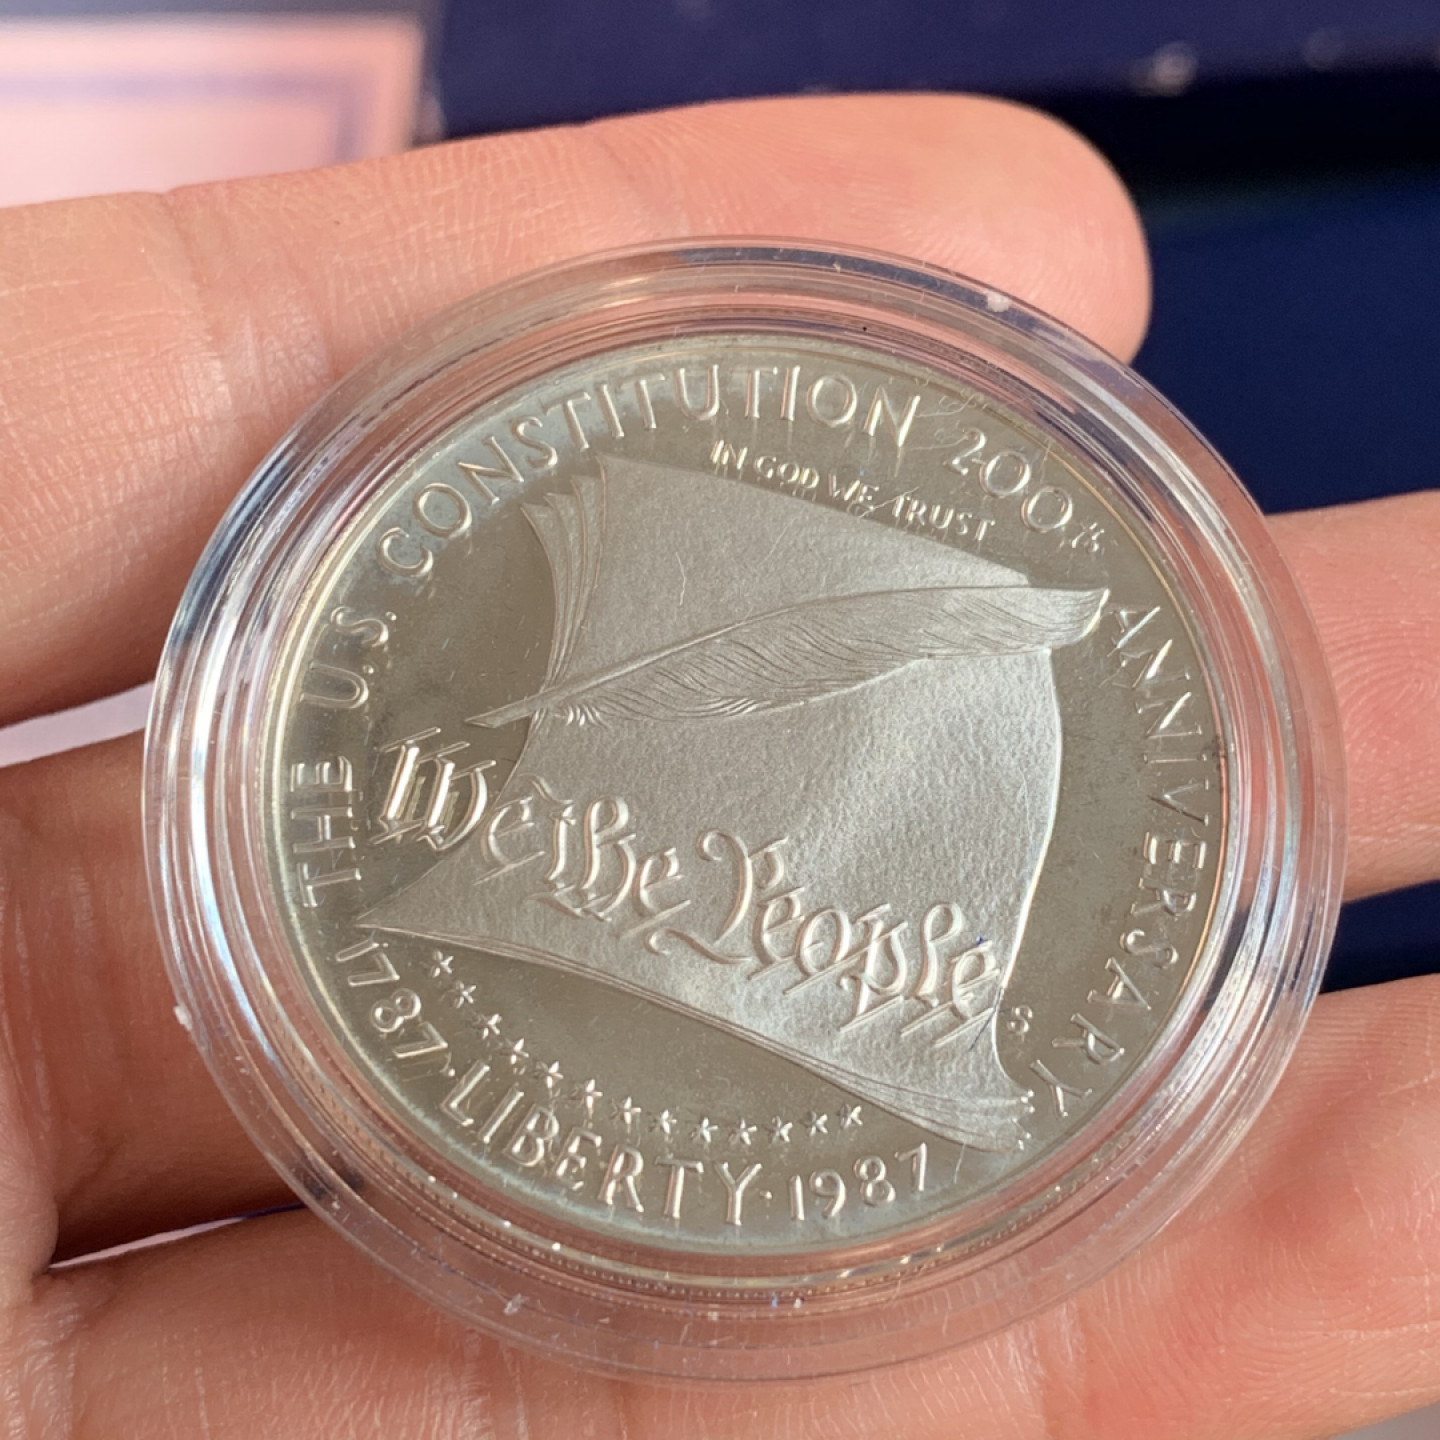 THE U.S. CONSTITUTION 200TH ANNIVERSARY
IN GOD WE TRUST
We the People
S
1787·LIBERTY·1987